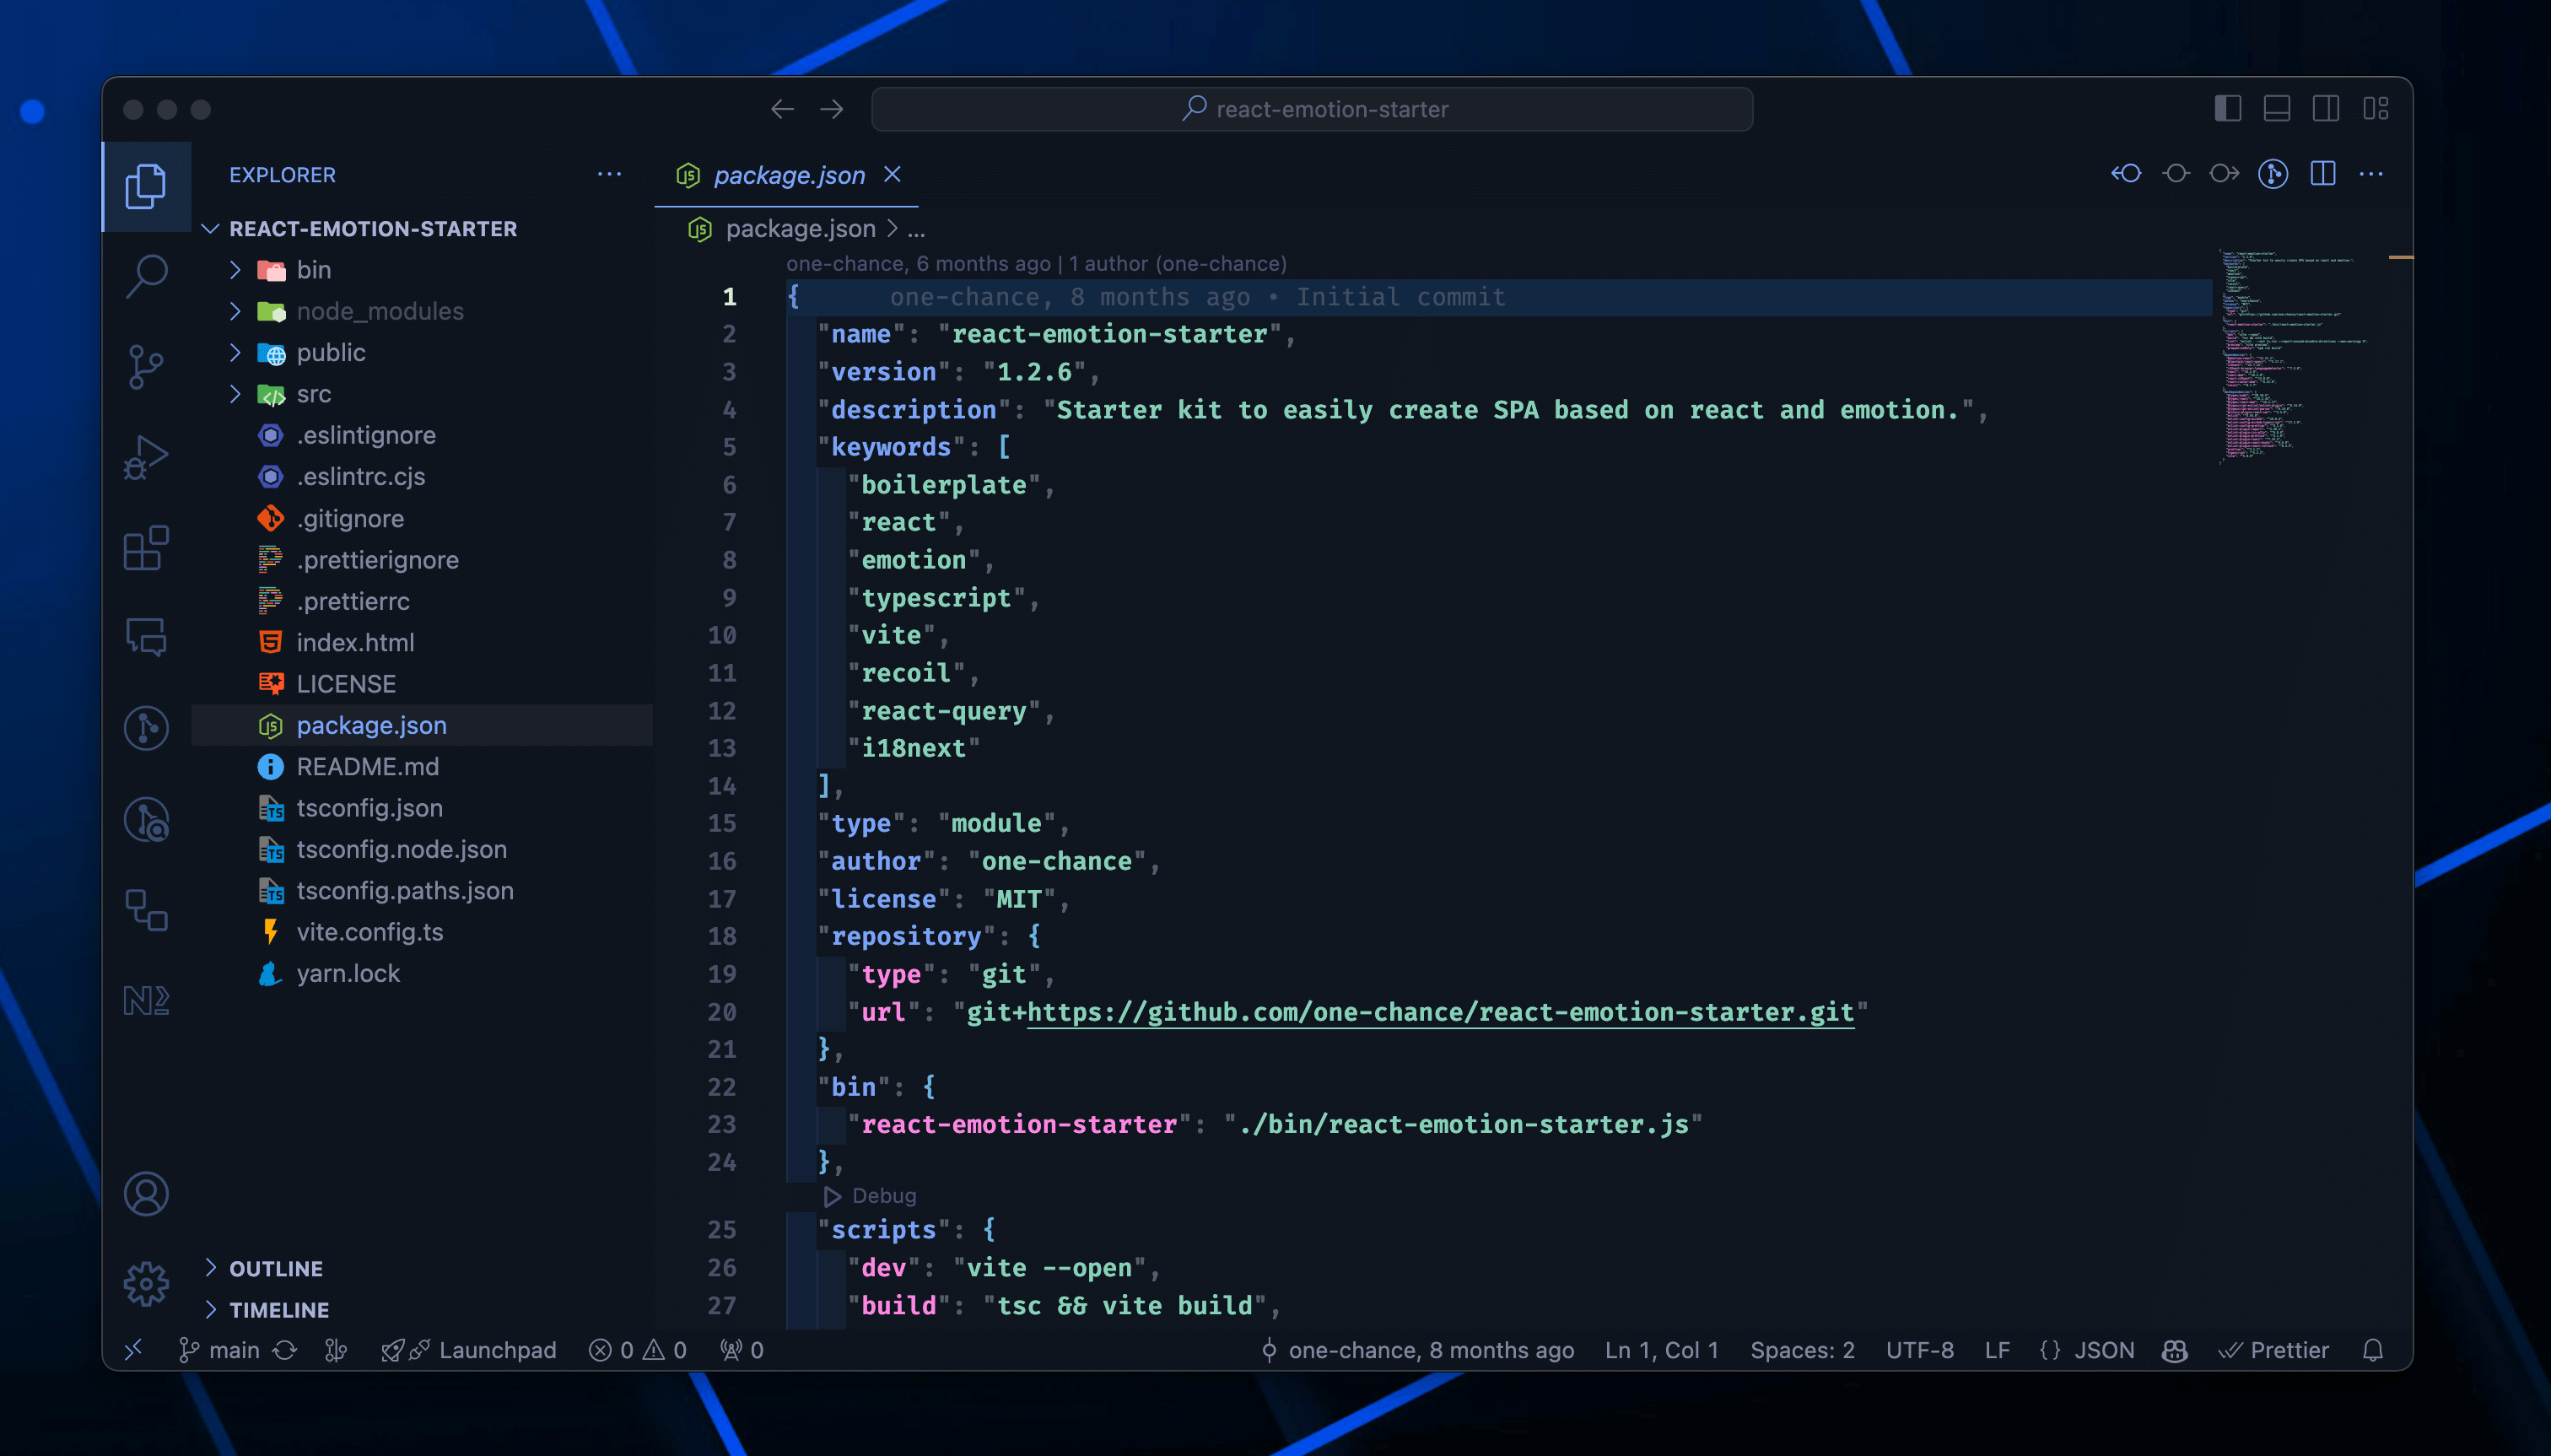 react-emotion-starter
EXPLORER
REACT-EMOTION-STARTER
bin
node_modules
public
src
.eslintignore
.eslintrc.cjs
.gitignore
.prettierignore
.prettierrc
index.html
LICENSE
package.json
README.md
tsconfig.json
tsconfig.node.json
tsconfig.paths.json
vite.config.ts
yarn.lock
OUTLINE
TIMELINE
package.json
package.json > ...
one-chance, 6 months ago | 1 author (one-chance)
1 { one-chance, 8 months ago • Initial commit
2 "name": "react-emotion-starter",
3 "version": "1.2.6",
4 "description": "Starter kit to easily create SPA based on react and emotion.",
5 "keywords": [
6 "boilerplate",
7 "react",
8 "emotion",
9 "typescript",
10 "vite",
11 "recoil",
12 "react-query",
13 "i18next"
14 ],
15 "type": "module",
16 "author": "one-chance",
17 "license": "MIT",
18 "repository": {
19 "type": "git",
20 "url": "git+https://github.com/one-chance/react-emotion-starter.git"
21 },
22 "bin": {
23 "react-emotion-starter": "./bin/react-emotion-starter.js"
24 },
Debug
25 "scripts": {
26 "dev": "vite --open",
27 "build": "tsc && vite build",
main Launchpad 0 0 0 one-chance, 8 months ago Ln 1, Col 1 Spaces: 2 UTF-8 LF {} JSON Prettier